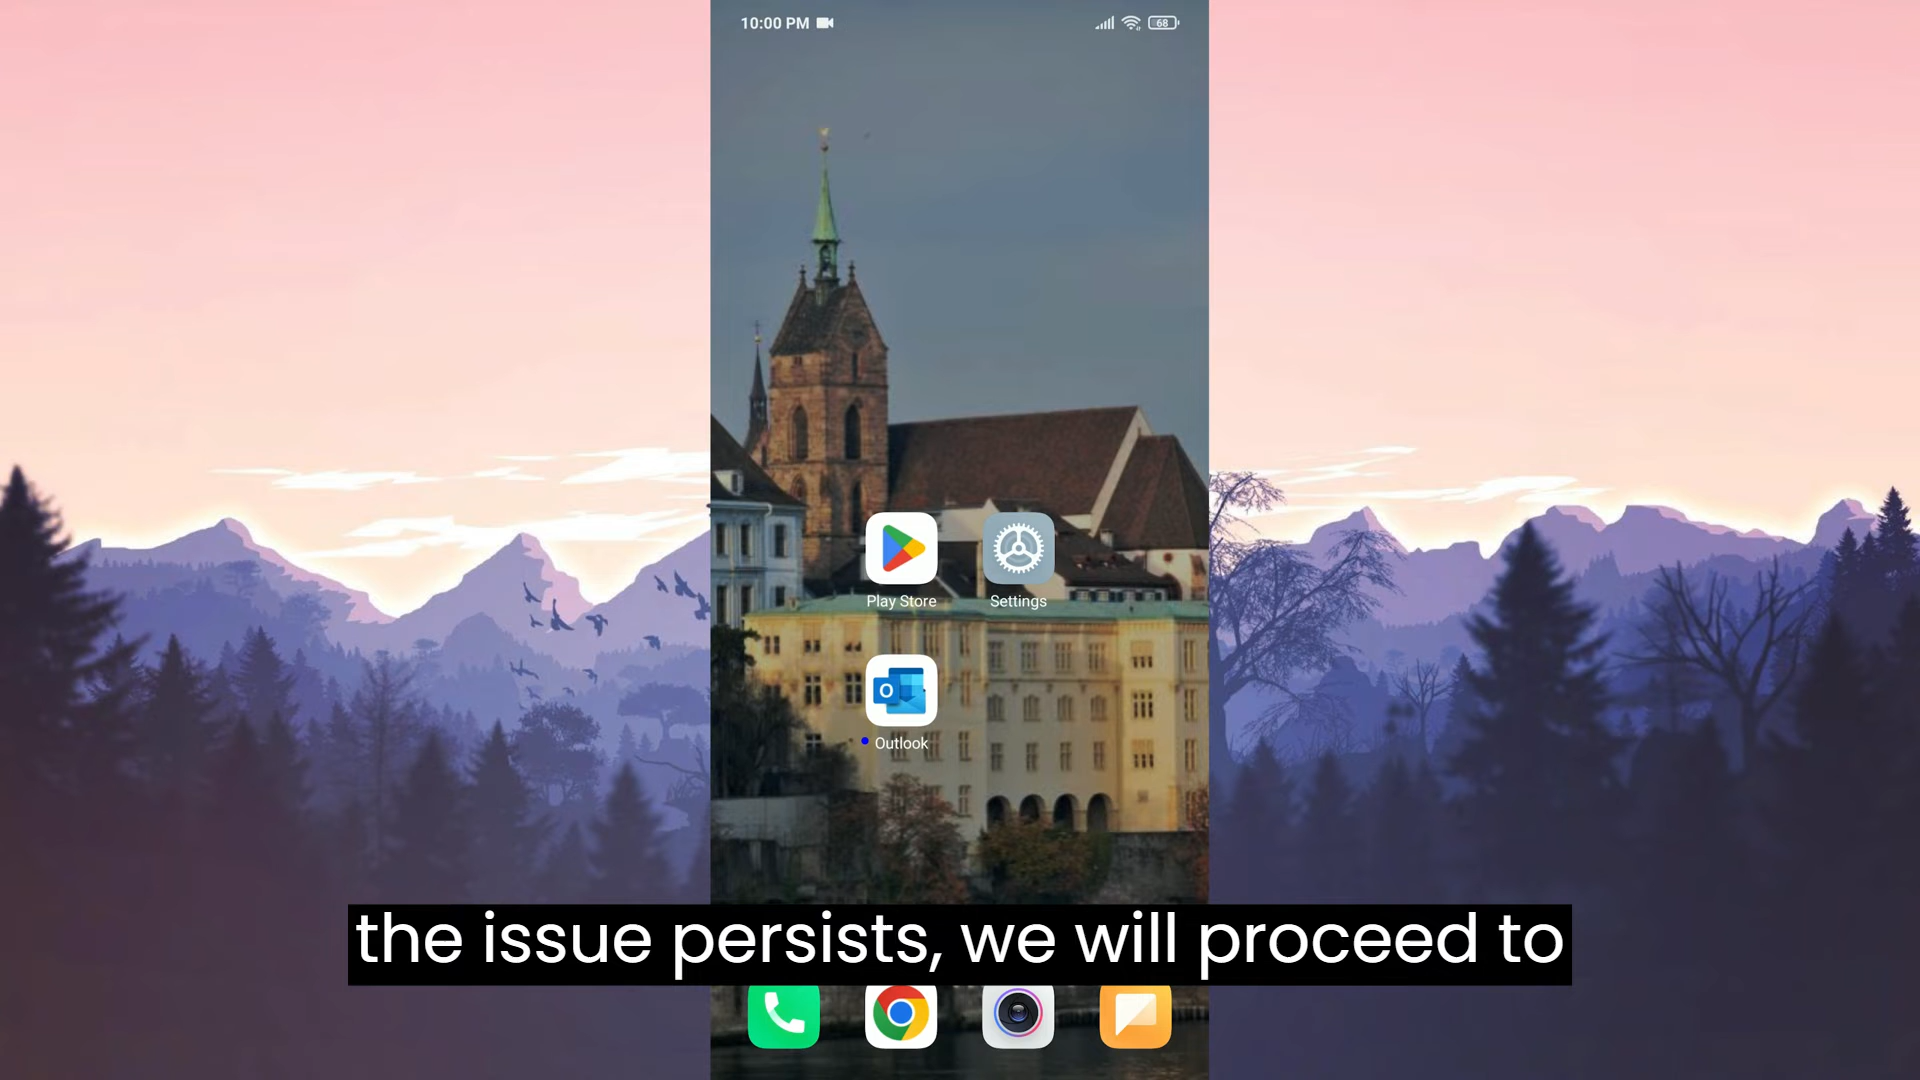 10:00 PM
68
Play Store
Settings
Outlook
the issue persists, we will proceed to